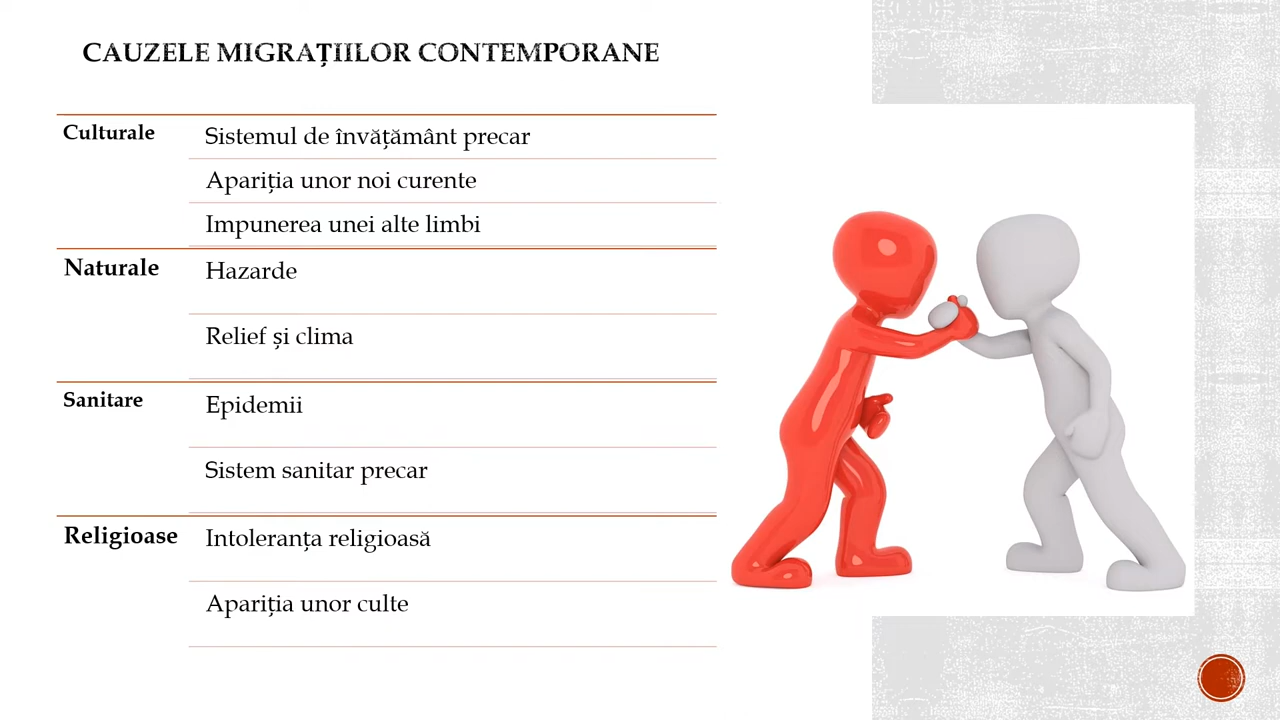 CAUZELE MIGRAȚIILOR CONTEMPORANE
Culturale
Sistemul de învățământ precar
Apariția unor noi curente
Impunerea unei alte limbi
Naturale
Hazarde
Relief și clima
Sanitare
Epidemii
Sistem sanitar precar
Religioase
Intoleranța religioasă
Apariția unor culte